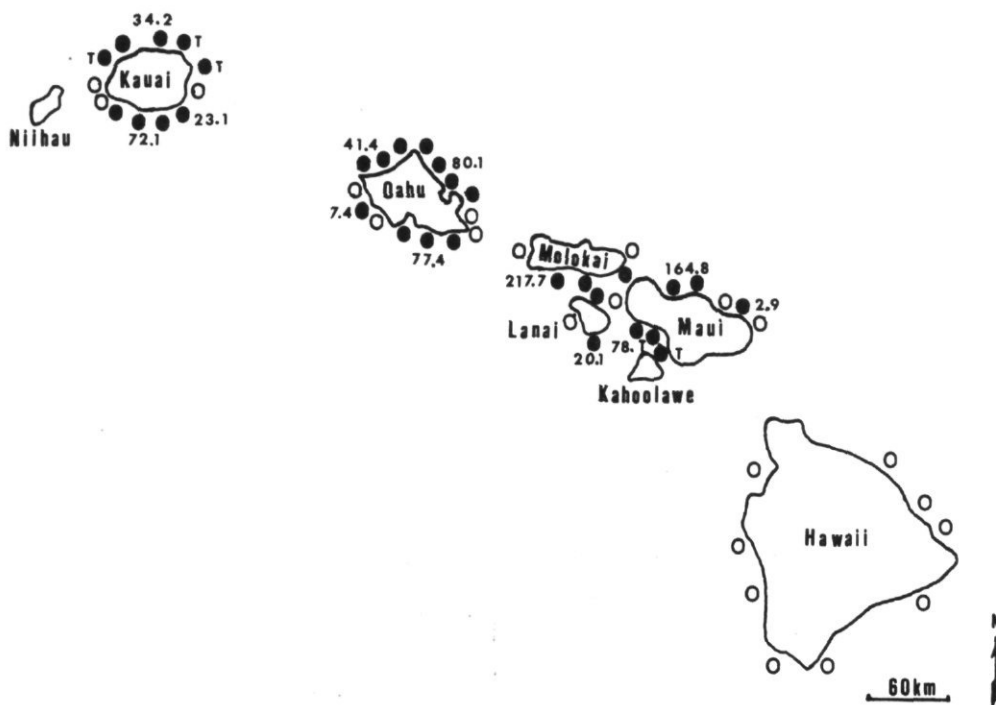 34.2
T
T
T
Kauai
23.1
72.1
Niihau
41.4
80.1
Oahu
7.4
77.4
Molokai
217.7
164.8
2.9
Lanai
Maui
78.
T
T
20.1
Kahoolawe
Hawaii
60km